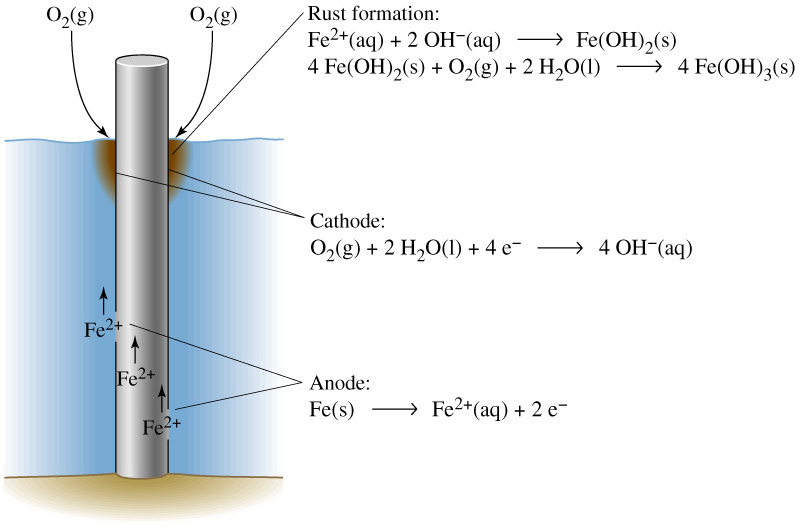 O₂(g)
O₂(g)
Rust formation:
Fe²⁺(aq) + 2 OH⁻(aq) ⟶ Fe(OH)₂(s)
4 Fe(OH)₂(s) + O₂(g) + 2 H₂O(l) ⟶ 4 Fe(OH)₃(s)
Cathode:
O₂(g) + 2 H₂O(l) + 4 e⁻ ⟶ 4 OH⁻(aq)
Fe²⁺
Fe²⁺
Fe²⁺
Anode:
Fe(s) ⟶ Fe²⁺(aq) + 2 e⁻